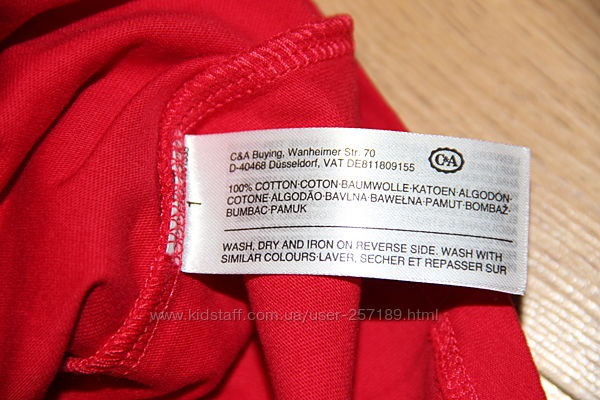 C&A Buying, Wanheimer Str. 70
D-40468 Düsseldorf, VAT DE811809155
C&A
100% COTTON·COTON·BAUMWOLLE·KATOEN·ALGODÓN·
COTONE·ALGODÃO·BAVLNA·BAWEŁNA·PAMUT·BOMBAŽ·
BUMBAC·PAMUK
WASH, DRY AND IRON ON REVERSE SIDE. WASH WITH
SIMILAR COLOURS·LAVER, SECHER ET REPASSER SUR
1
www.kidstaff.com.ua/user-257189.html